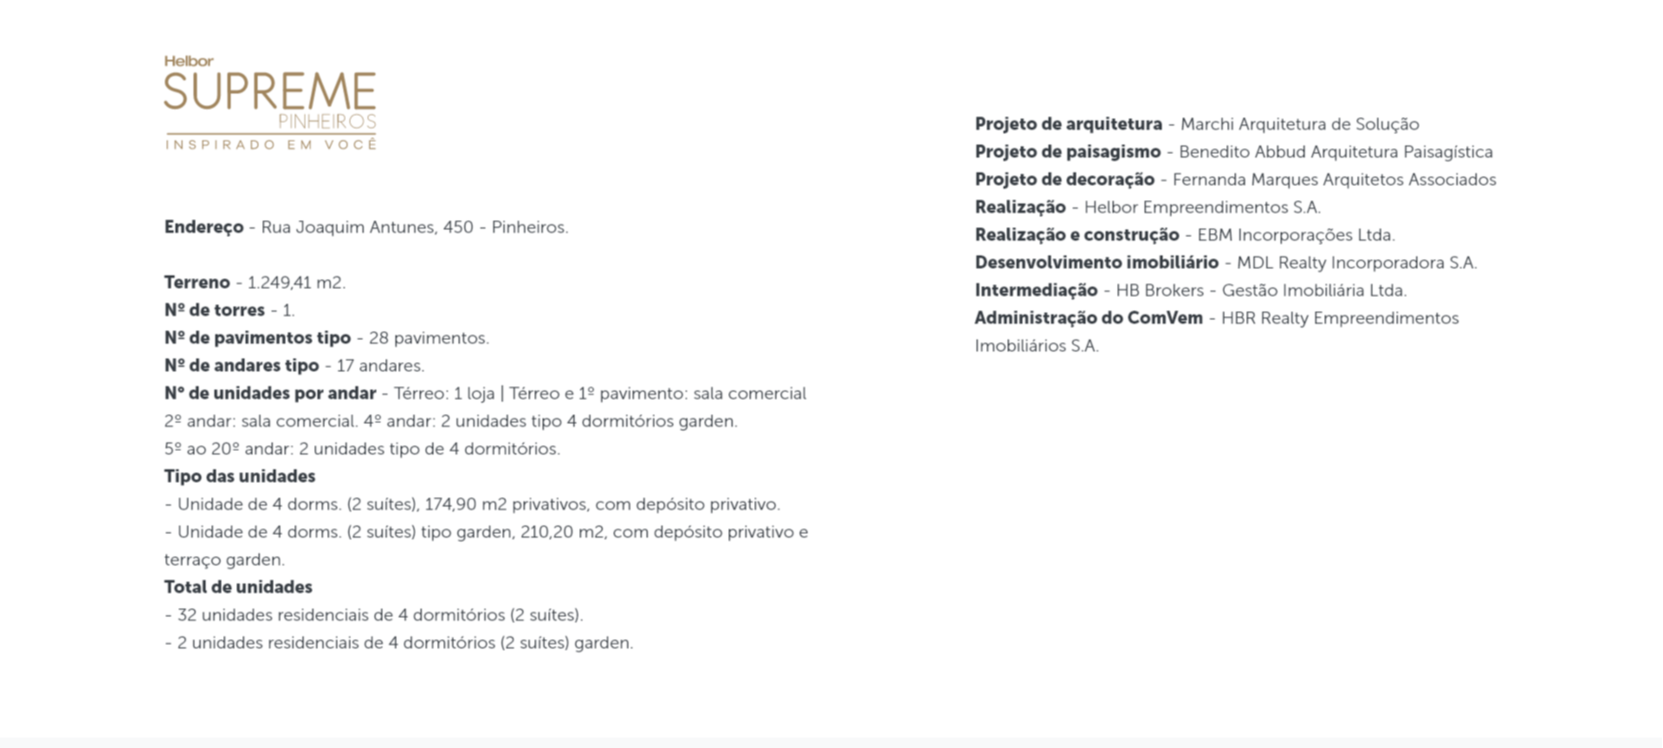 Helbor
SUPREME
PINHEIROS
INSPIRADO EM VOCÊ
Endereço - Rua Joaquim Antunes, 450 - Pinheiros.
Terreno - 1.249,41 m2.
Nº de torres - 1.
Nº de pavimentos tipo - 28 pavimentos.
Nº de andares tipo - 17 andares.
N° de unidades por andar - Térreo: 1 loja | Térreo e 1º pavimento: sala comercial
2º andar: sala comercial. 4º andar: 2 unidades tipo 4 dormitórios garden.
5º ao 20º andar: 2 unidades tipo de 4 dormitórios.
Tipo das unidades
- Unidade de 4 dorms. (2 suítes), 174,90 m2 privativos, com depósito privativo.
- Unidade de 4 dorms. (2 suítes) tipo garden, 210,20 m2, com depósito privativo e
terraço garden.
Total de unidades
- 32 unidades residenciais de 4 dormitórios (2 suítes).
- 2 unidades residenciais de 4 dormitórios (2 suítes) garden.
Projeto de arquitetura - Marchi Arquitetura de Solução
Projeto de paisagismo - Benedito Abbud Arquitetura Paisagística
Projeto de decoração - Fernanda Marques Arquitetos Associados
Realização - Helbor Empreendimentos S.A.
Realização e construção - EBM Incorporações Ltda.
Desenvolvimento imobiliário - MDL Realty Incorporadora S.A.
Intermediação - HB Brokers - Gestão Imobiliária Ltda.
Administração do ComVem - HBR Realty Empreendimentos
Imobiliários S.A.